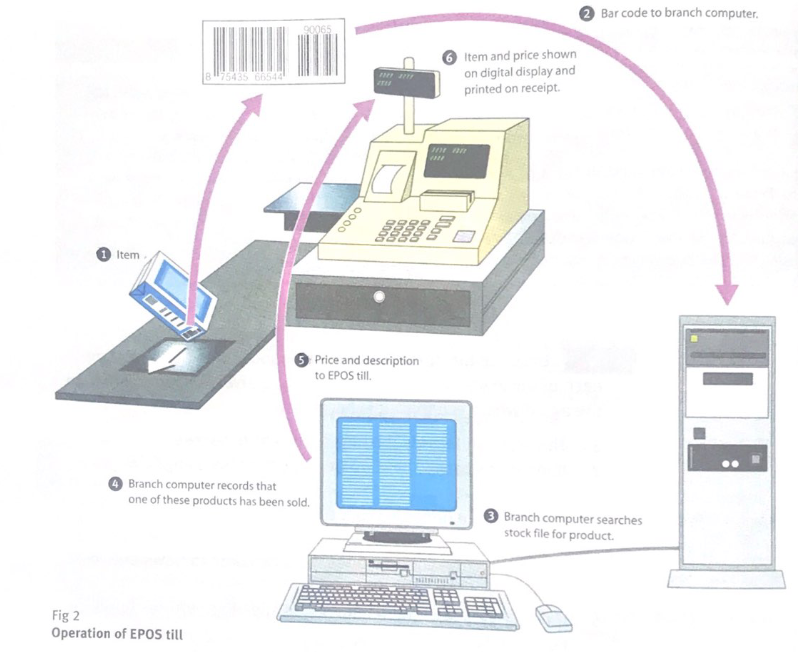 2 Bar code to branch computer.
90065
8 75435 66544
6 Item and price shown
on digital display and
printed on receipt.
1 Item
5 Price and description
to EPOS till.
4 Branch computer records that
one of these products has been sold.
3 Branch computer searches
stock file for product.
Fig 2
Operation of EPOS till